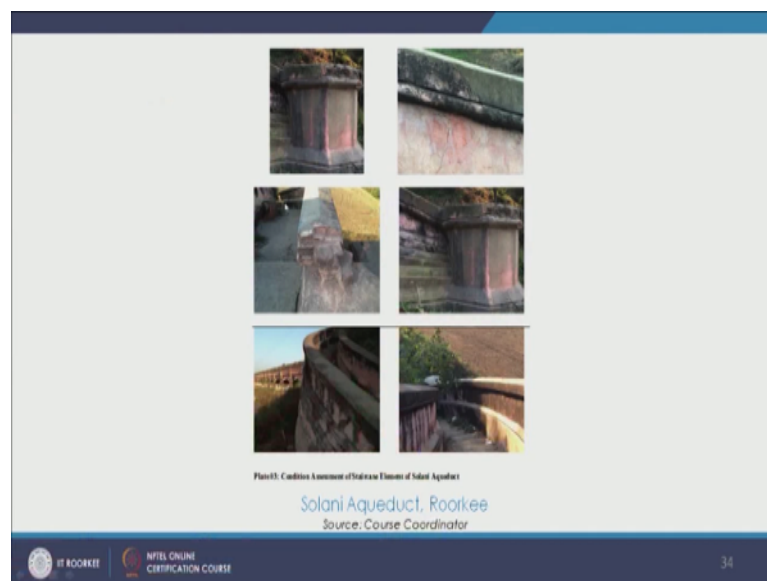 Plate 03: Condition Assessment of Staircase Element of Solani Aqueduct
Solani Aqueduct, Roorkee
Source: Course Coordinator
IIT ROORKEE
NPTEL ONLINE
CERTIFICATION COURSE
34